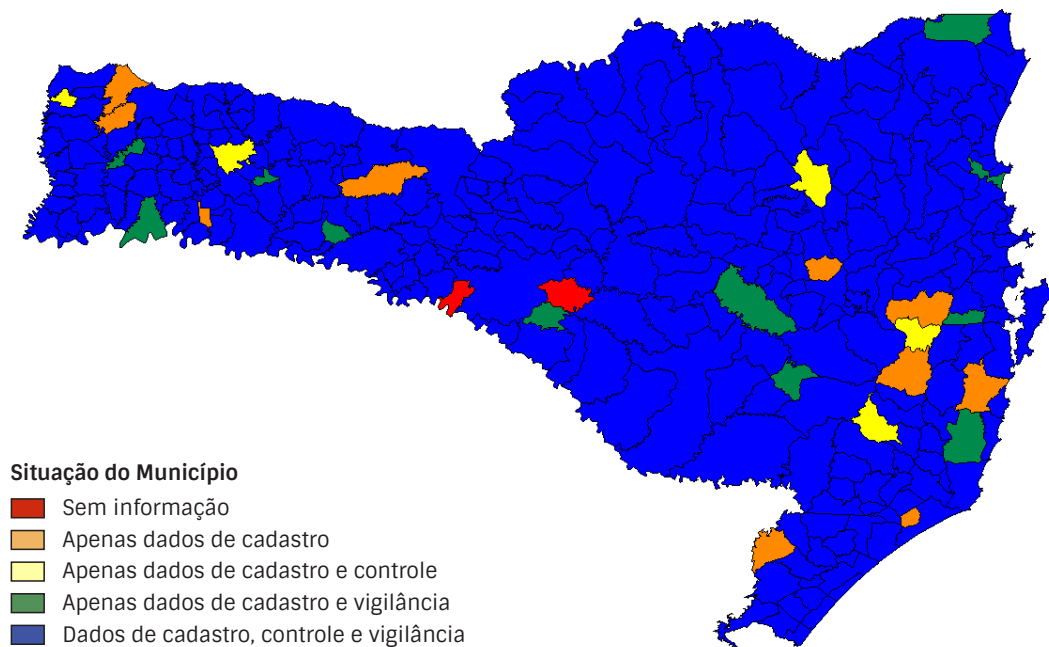 Situação do Município
Sem informação
Apenas dados de cadastro
Apenas dados de cadastro e controle
Apenas dados de cadastro e vigilância
Dados de cadastro, controle e vigilância